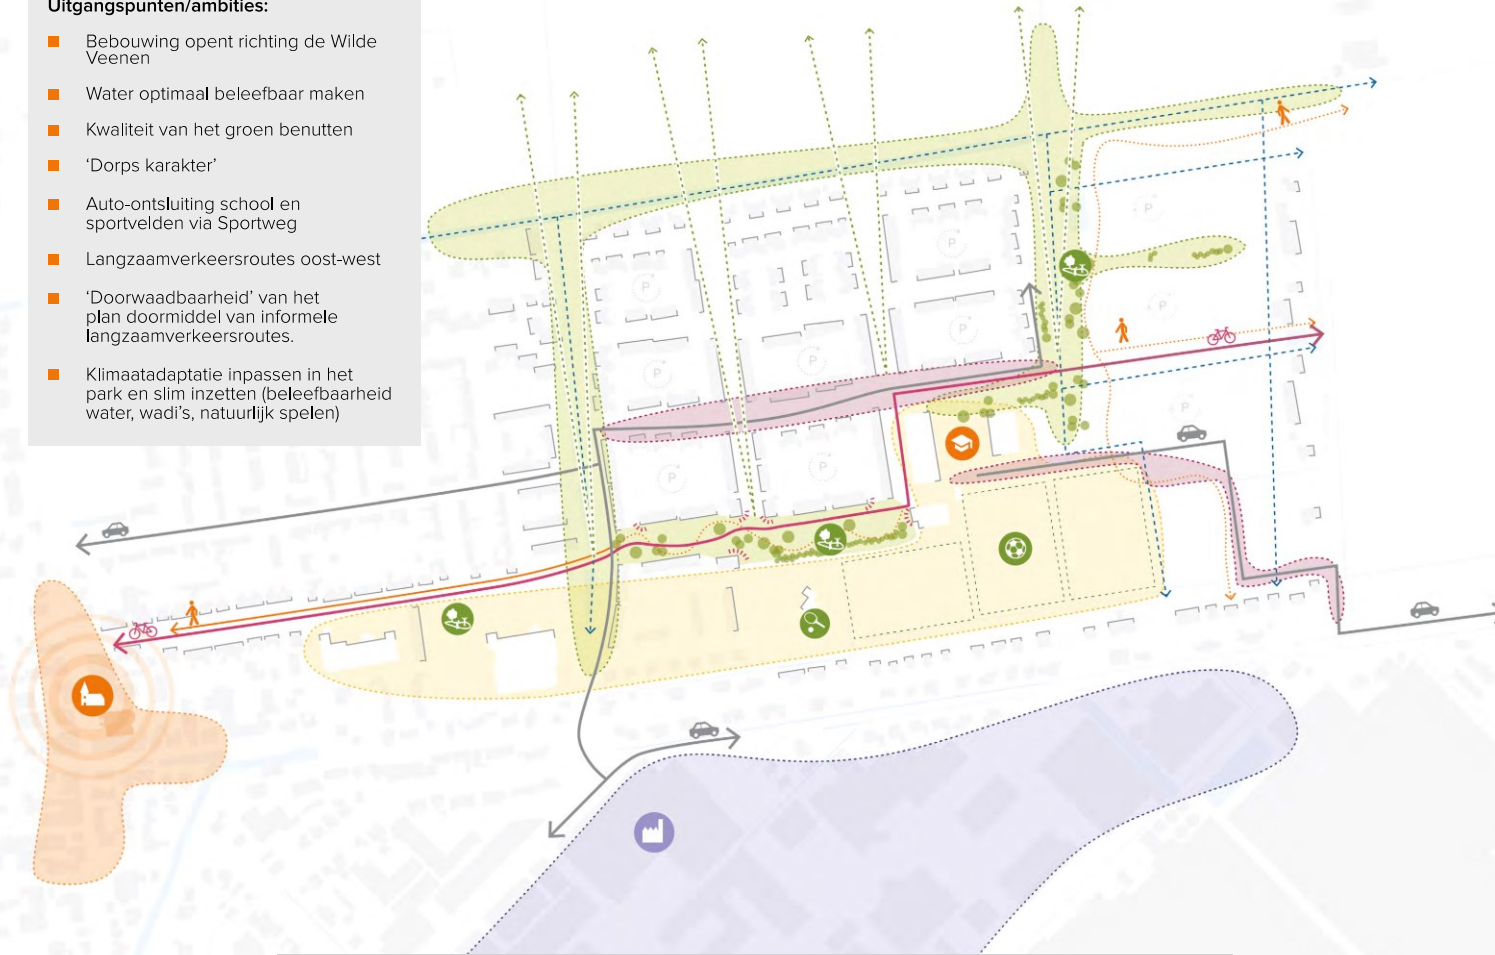 Uitgangspunten/ambities:
Bebouwing opent richting de Wilde
Veenen
Water optimaal beleefbaar maken
Kwaliteit van het groen benutten
‘Dorps karakter’
Auto-ontsluiting school en
sportvelden via Sportweg
Langzaamverkeersroutes oost-west
‘Doorwaadbaarheid’ van het
plan doormiddel van informele
langzaamverkeersroutes.
Klimaatadaptatie inpassen in het
park en slim inzetten (beleefbaarheid
water, wadi’s, natuurlijk spelen)
P
P
P
P
P
P
P
P
P
P